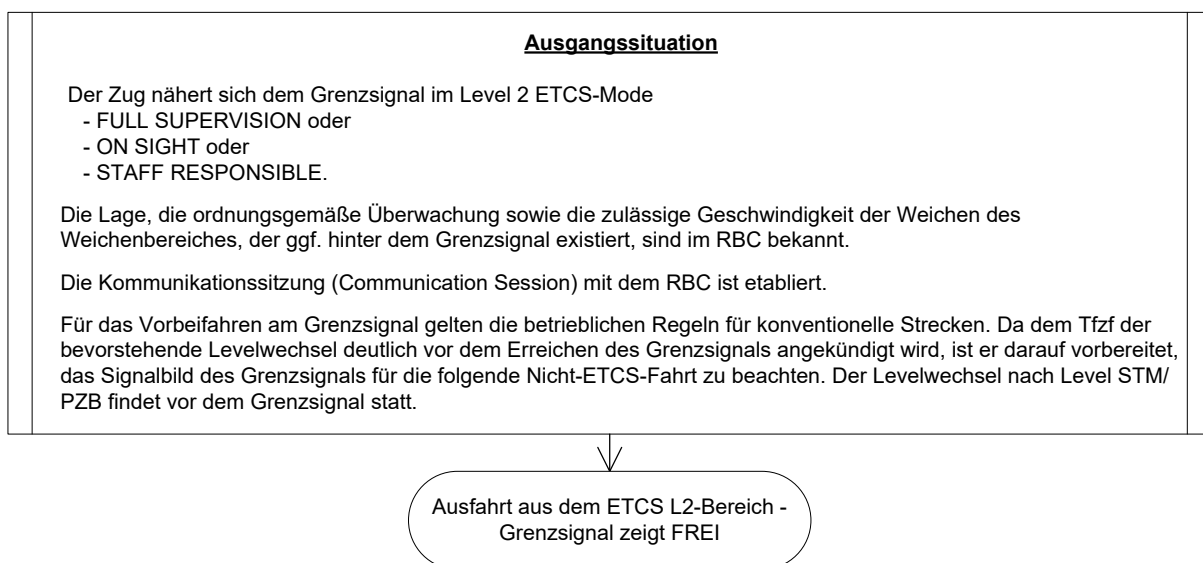 Ausgangssituation
Der Zug nähert sich dem Grenzsignal im Level 2 ETCS-Mode
- FULL SUPERVISION oder
- ON SIGHT oder
- STAFF RESPONSIBLE.
Die Lage, die ordnungsgemäße Überwachung sowie die zulässige Geschwindigkeit der Weichen des
Weichenbereiches, der ggf. hinter dem Grenzsignal existiert, sind im RBC bekannt.
Die Kommunikationssitzung (Communication Session) mit dem RBC ist etabliert.
Für das Vorbeifahren am Grenzsignal gelten die betrieblichen Regeln für konventionelle Strecken. Da dem Tfzf der
bevorstehende Levelwechsel deutlich vor dem Erreichen des Grenzsignals angekündigt wird, ist er darauf vorbereitet,
das Signalbild des Grenzsignals für die folgende Nicht-ETCS-Fahrt zu beachten. Der Levelwechsel nach Level STM/
PZB findet vor dem Grenzsignal statt.
Ausfahrt aus dem ETCS L2-Bereich -
Grenzsignal zeigt FREI